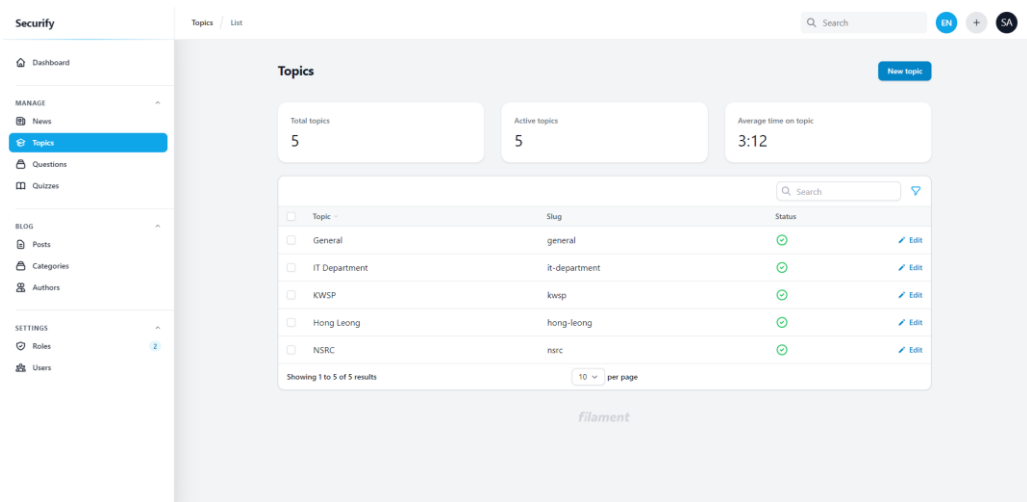 Securify
Topics / List
Search
EN
+
SA
Dashboard
MANAGE
News
Topics
Questions
Quizzes
BLOG
Posts
Categories
Authors
SETTINGS
Roles 2
Users
Topics
New topic
Total topics
5
Active topics
5
Average time on topic
3:12
Search
Topic Slug Status
General general Edit
IT Department it-department Edit
KWSP kwsp Edit
Hong Leong hong-leong Edit
NSRC nsrc Edit
Showing 1 to 5 of 5 results 10 per page
filament